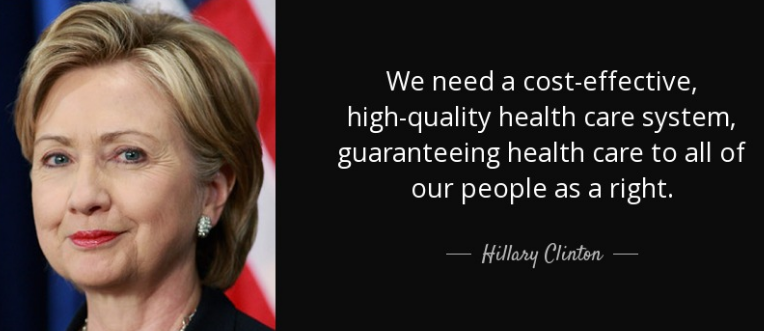 We need a cost-effective,
high-quality health care system,
guaranteeing health care to all of
our people as a right.
Hillary Clinton